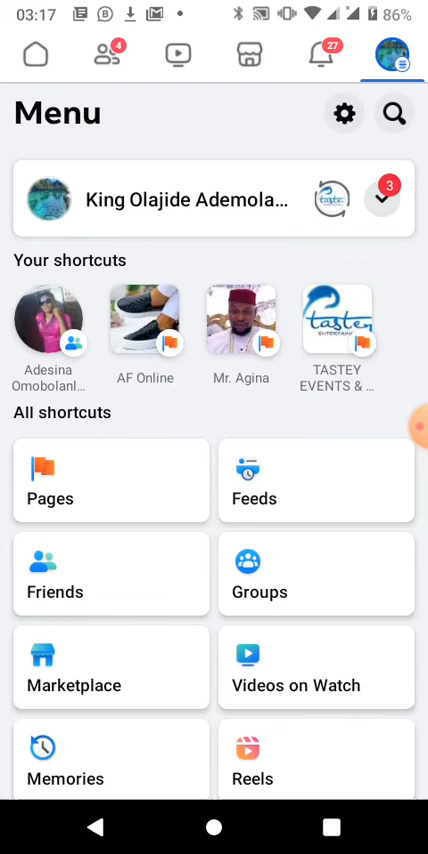 03:17
86%
4
27
Menu
King Olajide Ademola...
3
Your shortcuts
Adesina
Omobolanl...
AF Online
Mr. Agina
TASTEY
EVENTS & ...
All shortcuts
Pages
Feeds
Friends
Groups
Marketplace
Videos on Watch
Memories
Reels